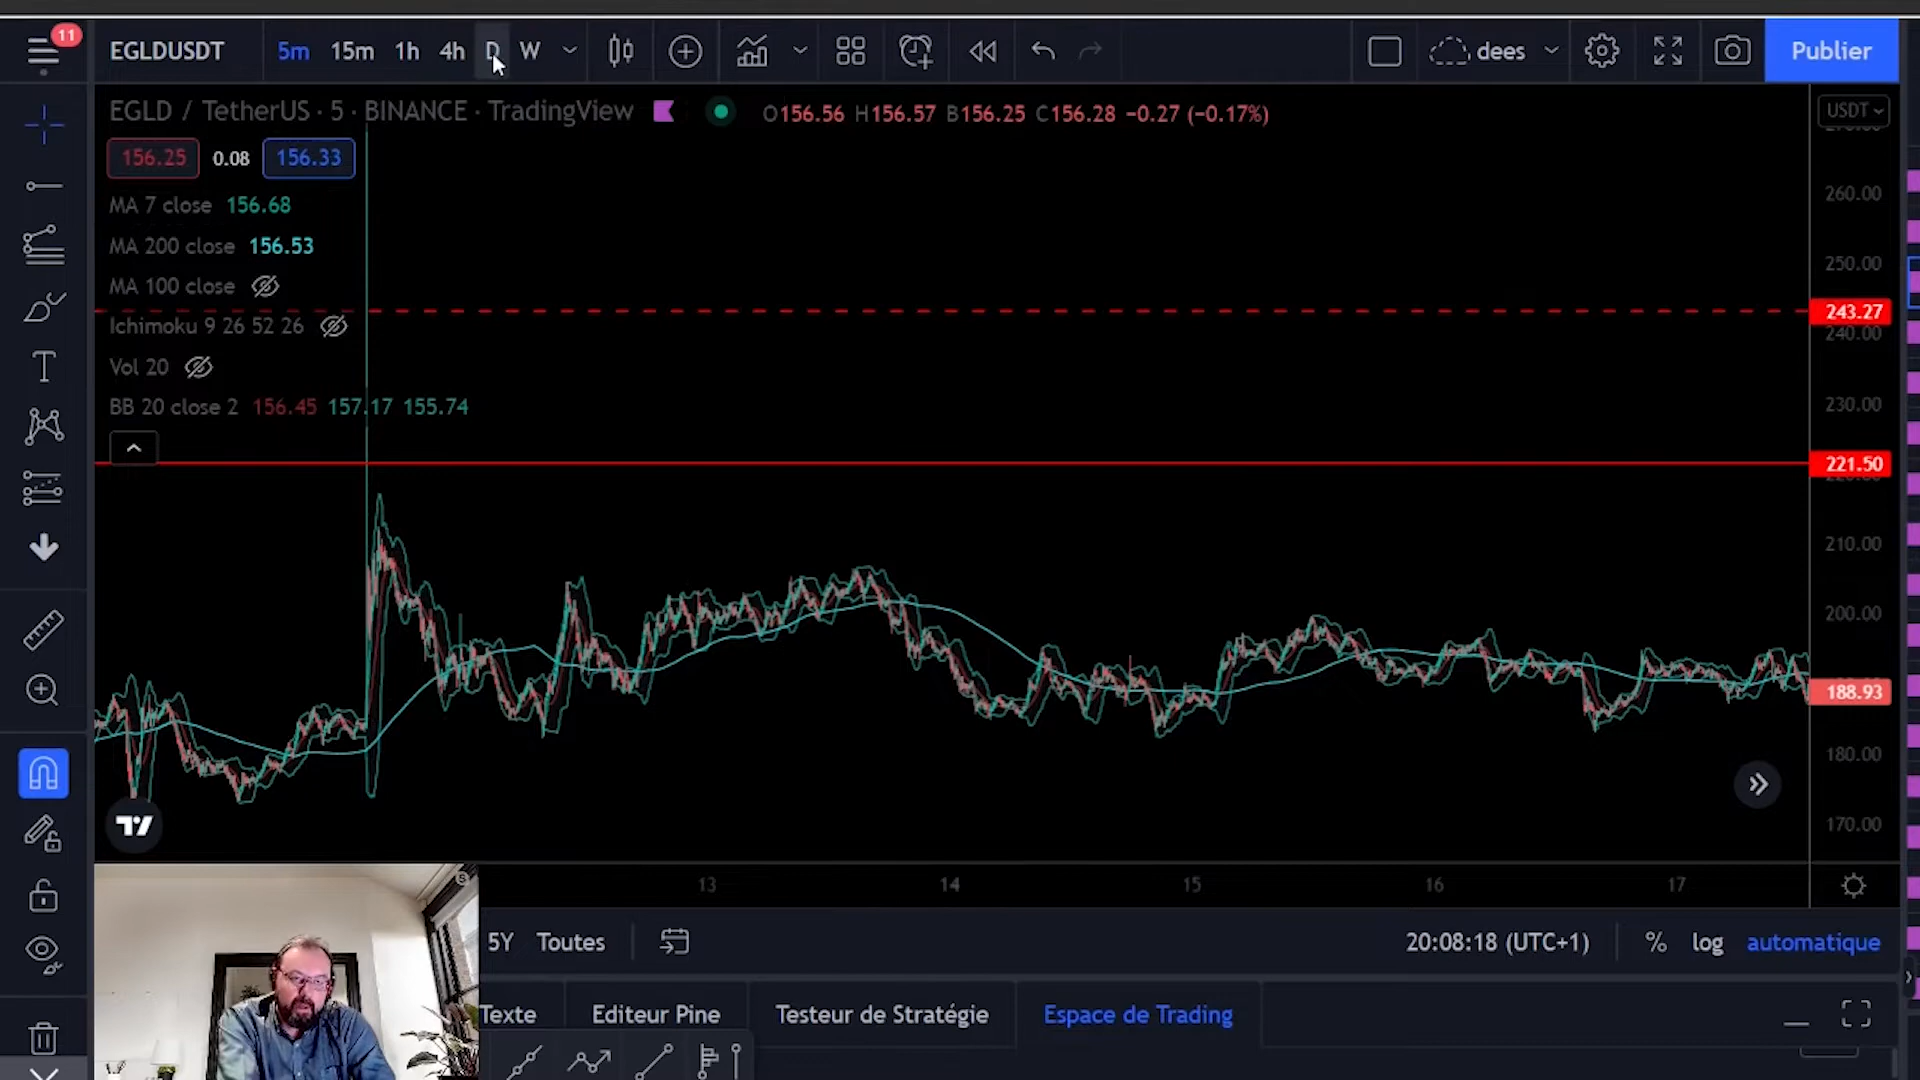 11
EGLDUSDT 5m 15m 1h 4h D W dees Publier
EGLD / TetherUS · 5 · BINANCE · TradingView O156.56 H156.57 B156.25 C156.28 −0.27 (−0.17%) USDT
156.25 0.08 156.33
MA 7 close 156.68
MA 200 close 156.53
MA 100 close
Ichimoku 9 26 52 26
Vol 20
BB 20 close 2 156.45 157.17 155.74
260.00
250.00
243.27
240.00
230.00
221.50
210.00
200.00
188.93
180.00
170.00
13 14 15 16 17
5Y Toutes 20:08:18 (UTC+1) % log automatique
Texte Editeur Pine Testeur de Stratégie Espace de Trading